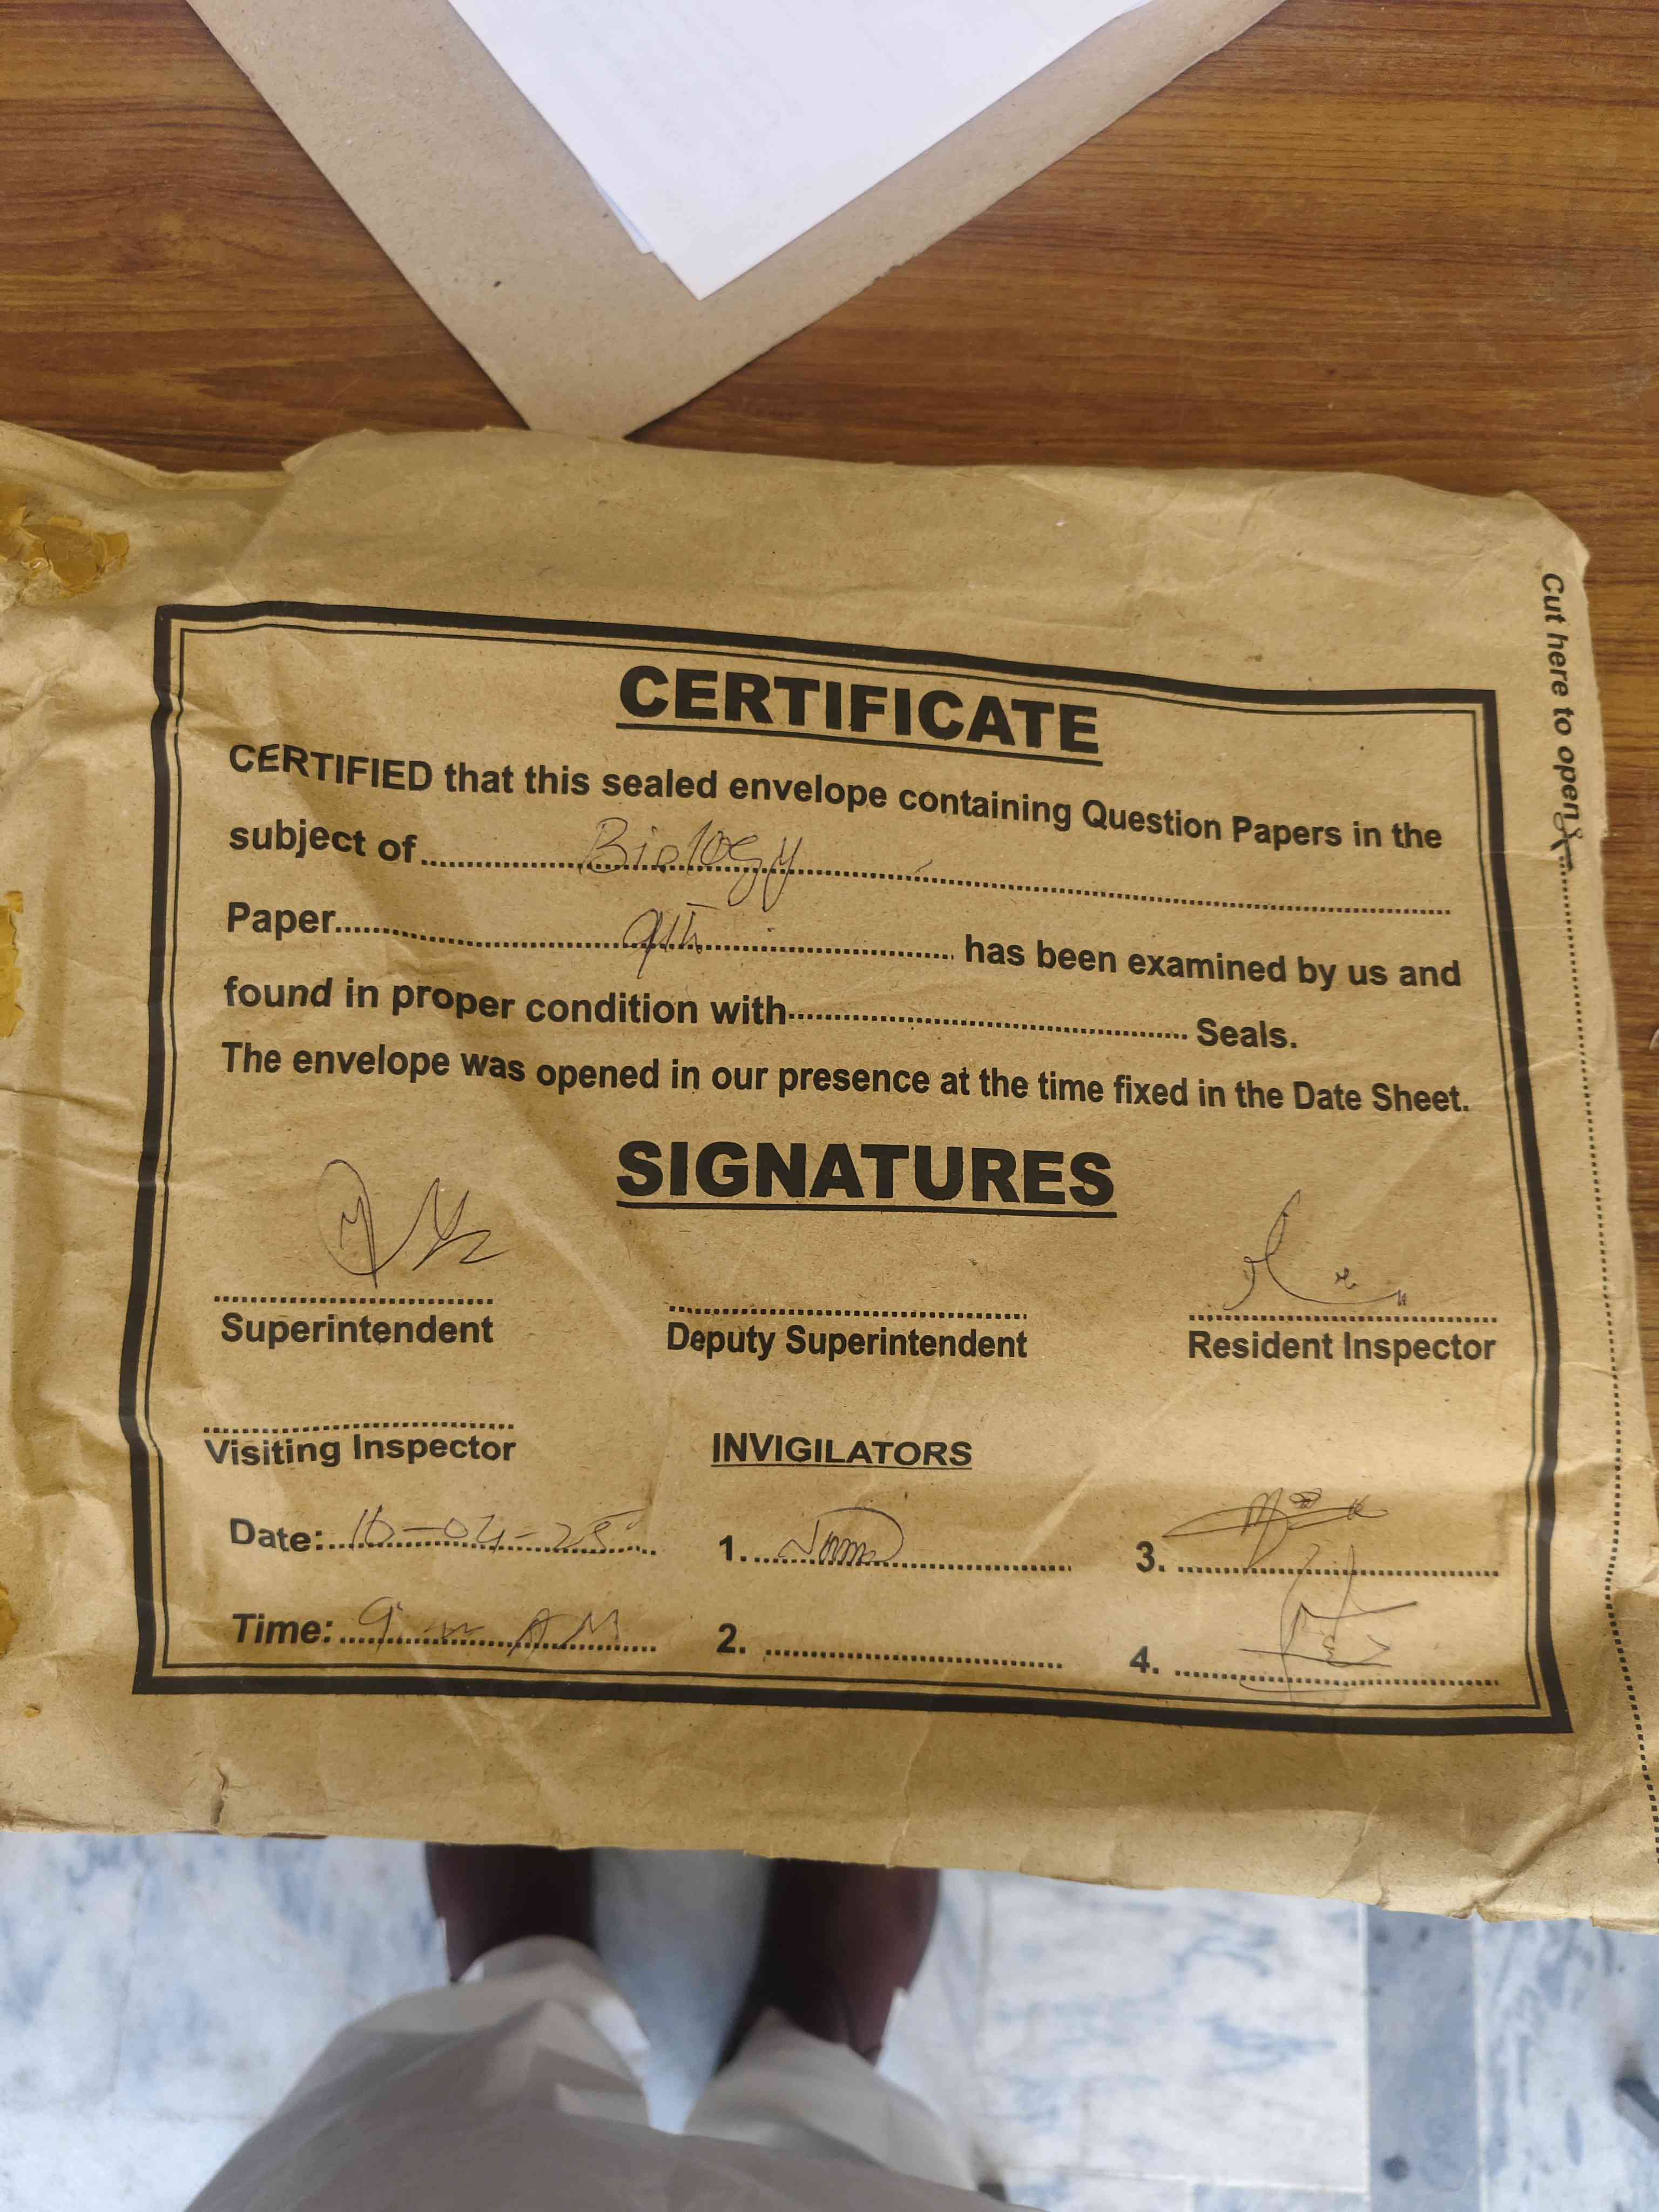 Cut here to open
CERTIFICATE
CERTIFIED that this sealed envelope containing Question Papers in the
subject of Biology
Paper 9th has been examined by us and
found in proper condition with Seals.
The envelope was opened in our presence at the time fixed in the Date Sheet.
SIGNATURES
Superintendent Deputy Superintendent Resident Inspector
Visiting Inspector INVIGILATORS
Date: 1. 3.
Time: 9 AM 2. 4.